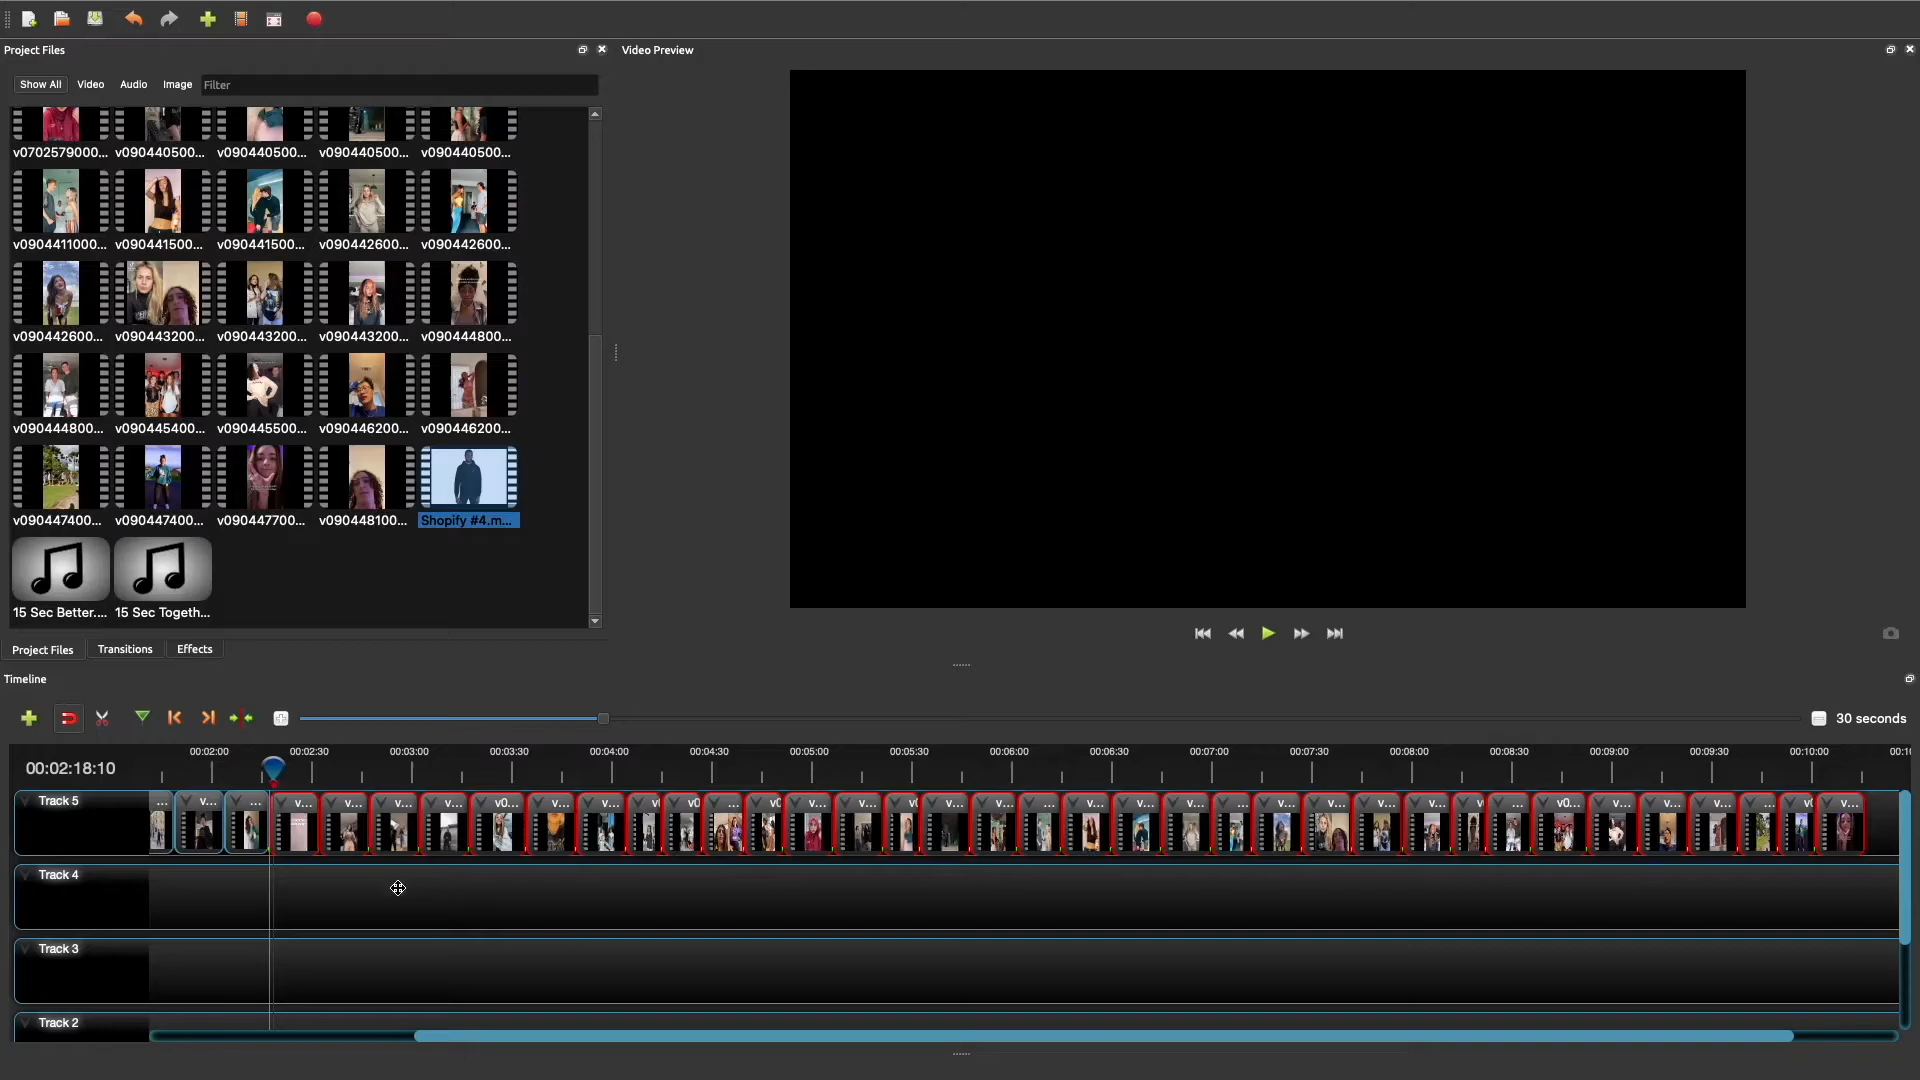 Project Files
Video Preview
Show All Video Audio Image Filter
v0702579000... v090440500... v090440500... v090440500... v090440500...
v0904411000... v090441500... v090441500... v090442600... v090442600...
v090442600... v090443200... v090443200... v090443200... v090444800...
v090444800... v090445400... v090445500... v090446200... v090446200...
v090447400... v090447400... v090447700... v090448100... Shopify #4.m...
15 Sec Better.... 15 Sec Togeth...
Project Files Transitions Effects
Timeline
30 seconds
00:02:00 00:02:30 00:03:00 00:03:30 00:04:00 00:04:30 00:05:00 00:05:30 00:06:00 00:06:30 00:07:00 00:07:30 00:08:00 00:08:30 00:09:00 00:09:30 00:10:00 00:1
00:02:18:10
Track 5
... v... ... v... v... v... v... v0... v... v... ... v... v... v... ... v... v... v... ... v... v... v... v... ... v0... v... v... v... ... v...
Track 4
Track 3
Track 2